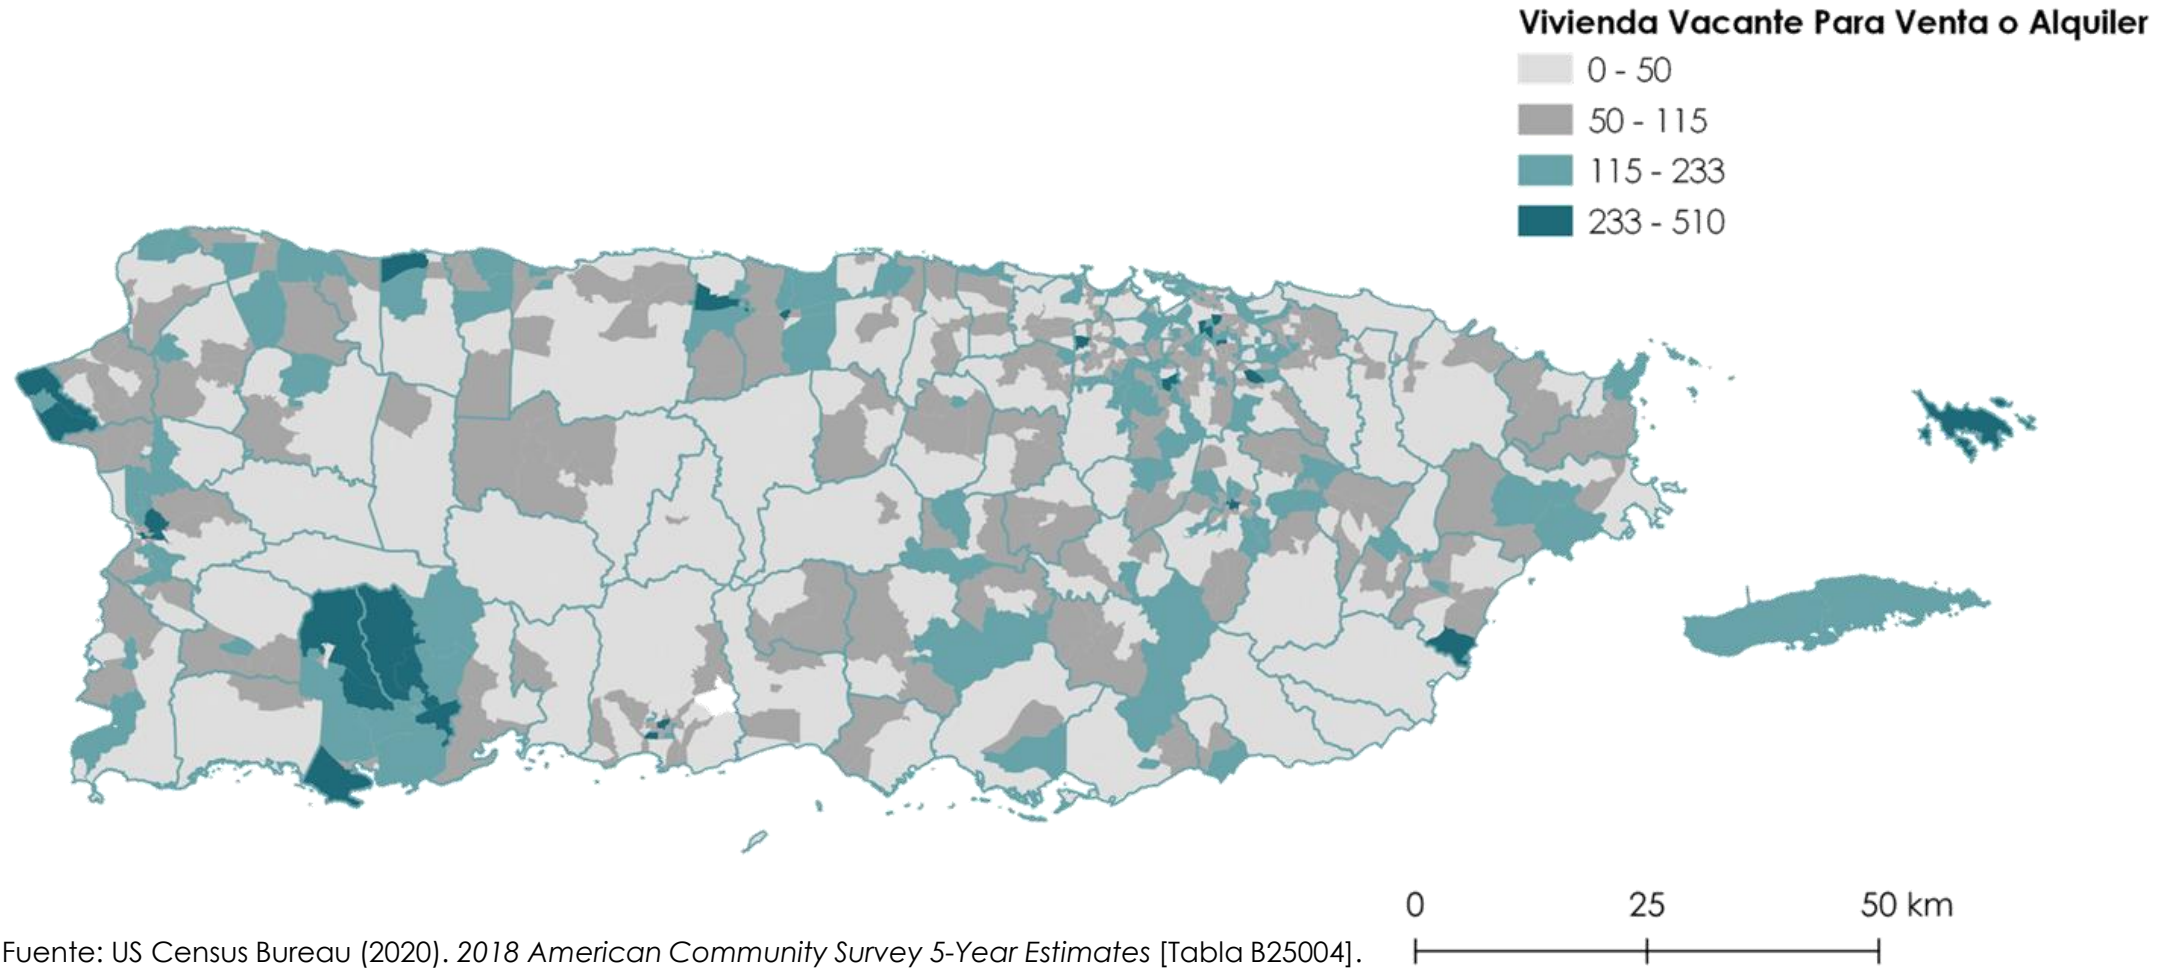 Vivienda Vacante Para Venta o Alquiler
0 - 50
50 - 115
115 - 233
233 - 510
0 25 50 km
Fuente: US Census Bureau (2020). 2018 American Community Survey 5-Year Estimates [Tabla B25004].